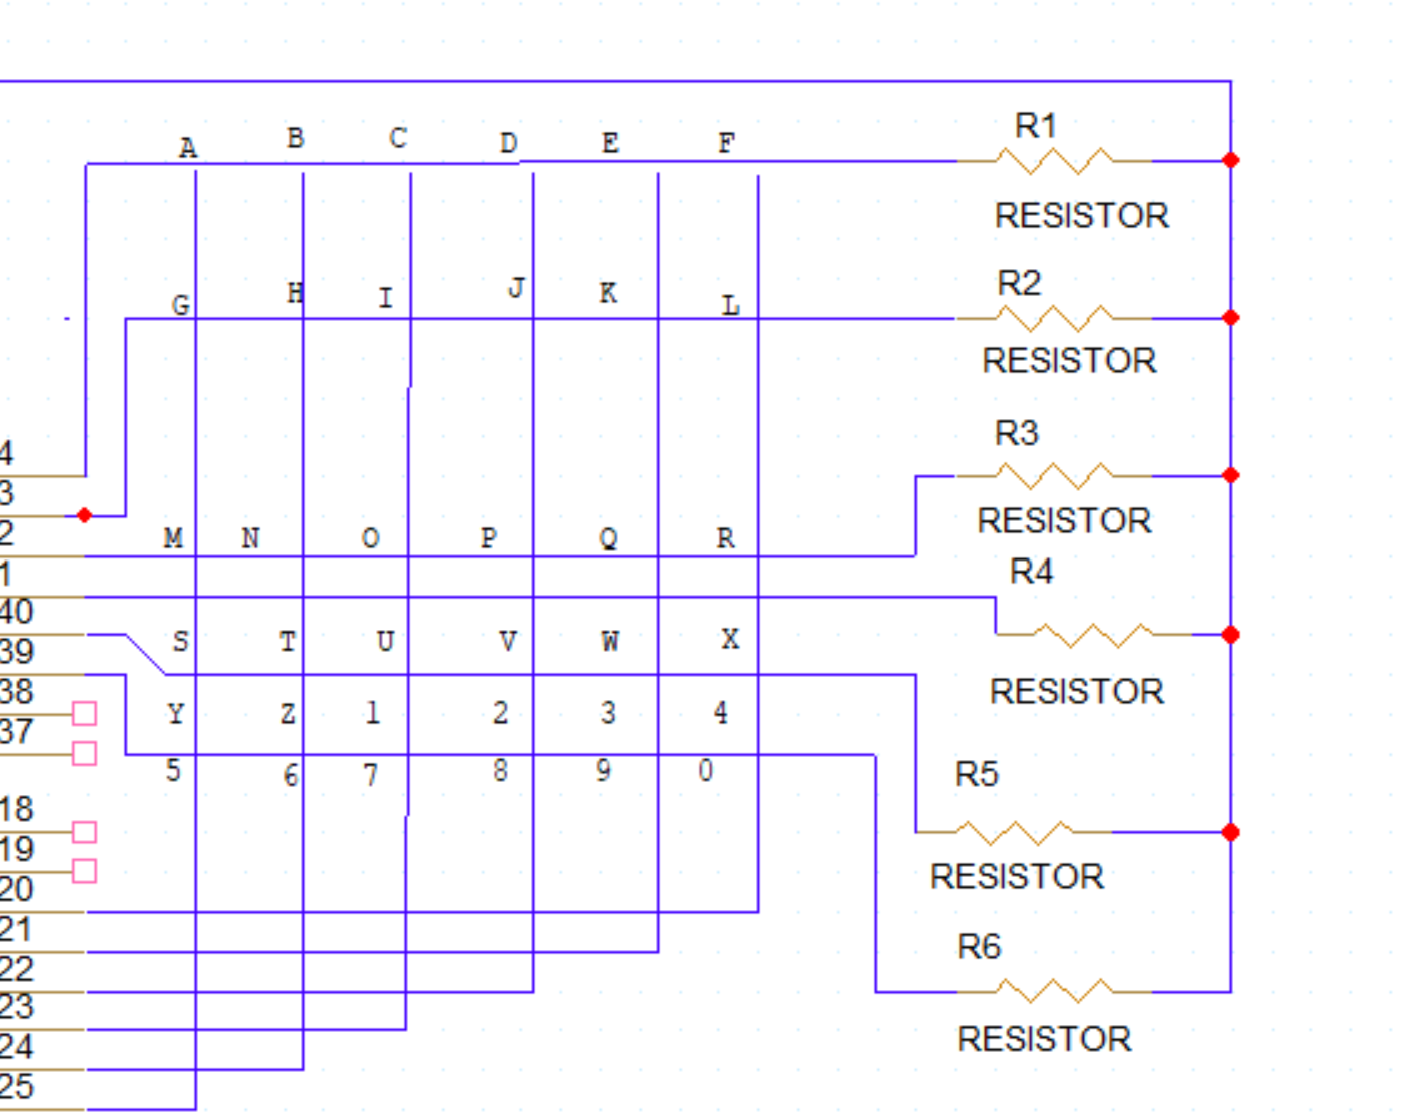 A B C D E F
R1
RESISTOR
G H I J K L
R2
RESISTOR
R3
4
3
RESISTOR
2
M N O P Q R
1
R4
40
S T U V W X
39
38
RESISTOR
Y Z 1 2 3 4
37
5 6 7 8 9 0
R5
18
19
RESISTOR
20
21
R6
22
23
RESISTOR
24
25